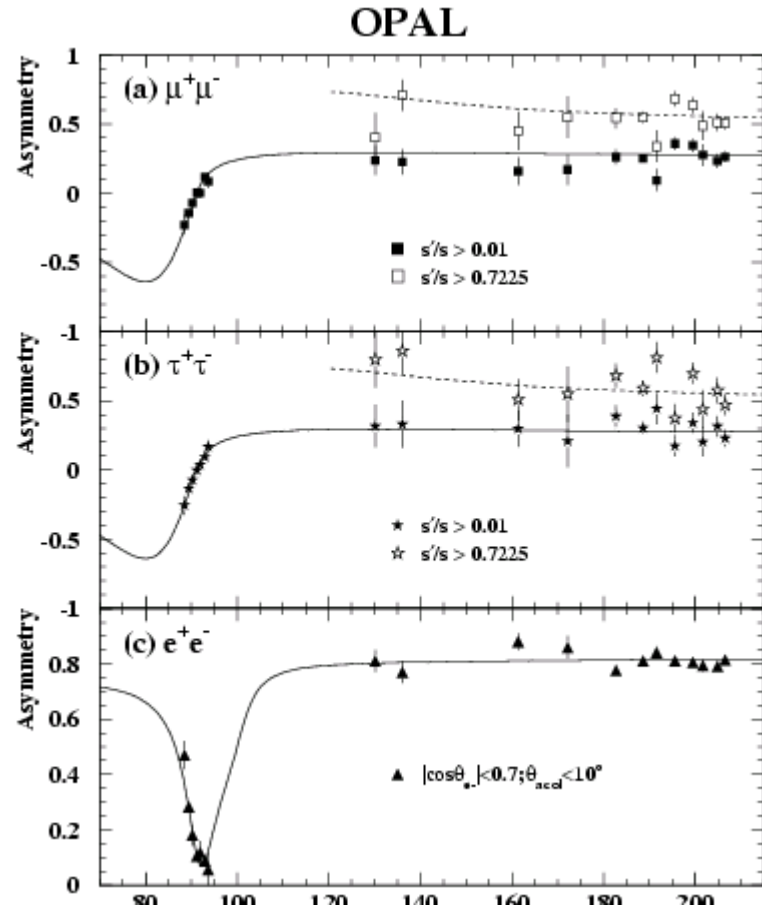 OPAL
Asymmetry
1
(a) μ⁺μ⁻
0.5
0
-0.5
-1
■ s′/s > 0.01
□ s′/s > 0.7225
Asymmetry
(b) τ⁺τ⁻
0.5
0
-0.5
-1
★ s′/s > 0.01
☆ s′/s > 0.7225
Asymmetry
(c) e⁺e⁻
0.8
0.6
0.4
0.2
0
▲ |cosθₑ₋|<0.7;θacol<10°
80 100 120 140 160 180 200